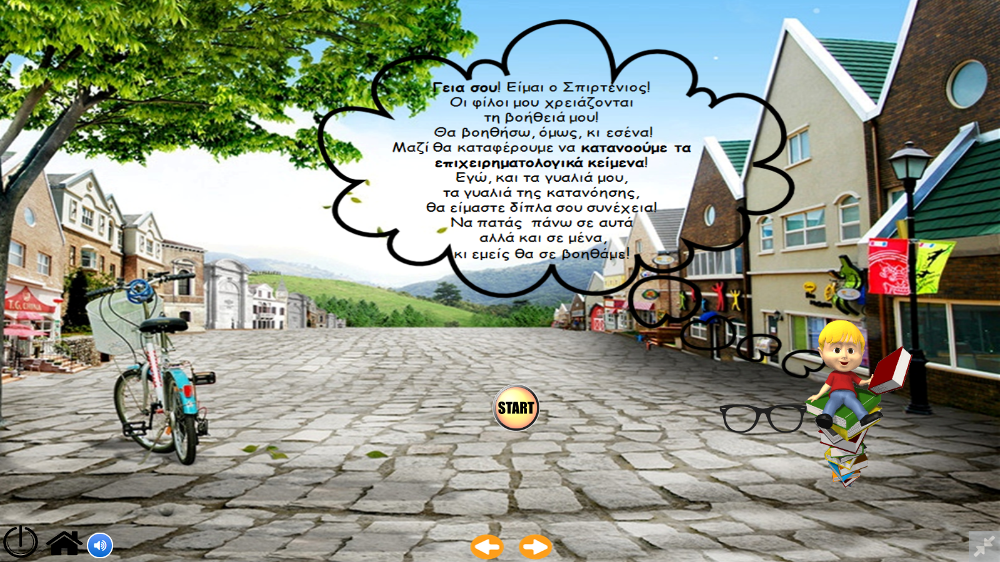 Γεια σου! Είμαι ο Σπιρτένιος!
Οι φίλοι μου χρειάζονται
τη βοήθειά μου!
Θα βοηθήσω, όμως, κι εσένα!
Μαζί θα καταφέρουμε να κατανοούμε τα
επιχειρηματολογικά κείμενα!
Εγώ, και τα γυαλιά μου,
τα γυαλιά της κατανόησης,
θα είμαστε δίπλα σου συνέχεια!
Να πατάς πάνω σε αυτά
αλλά και σε μένα,
κι εμείς θα σε βοηθάμε!
T.G. CHINA
START